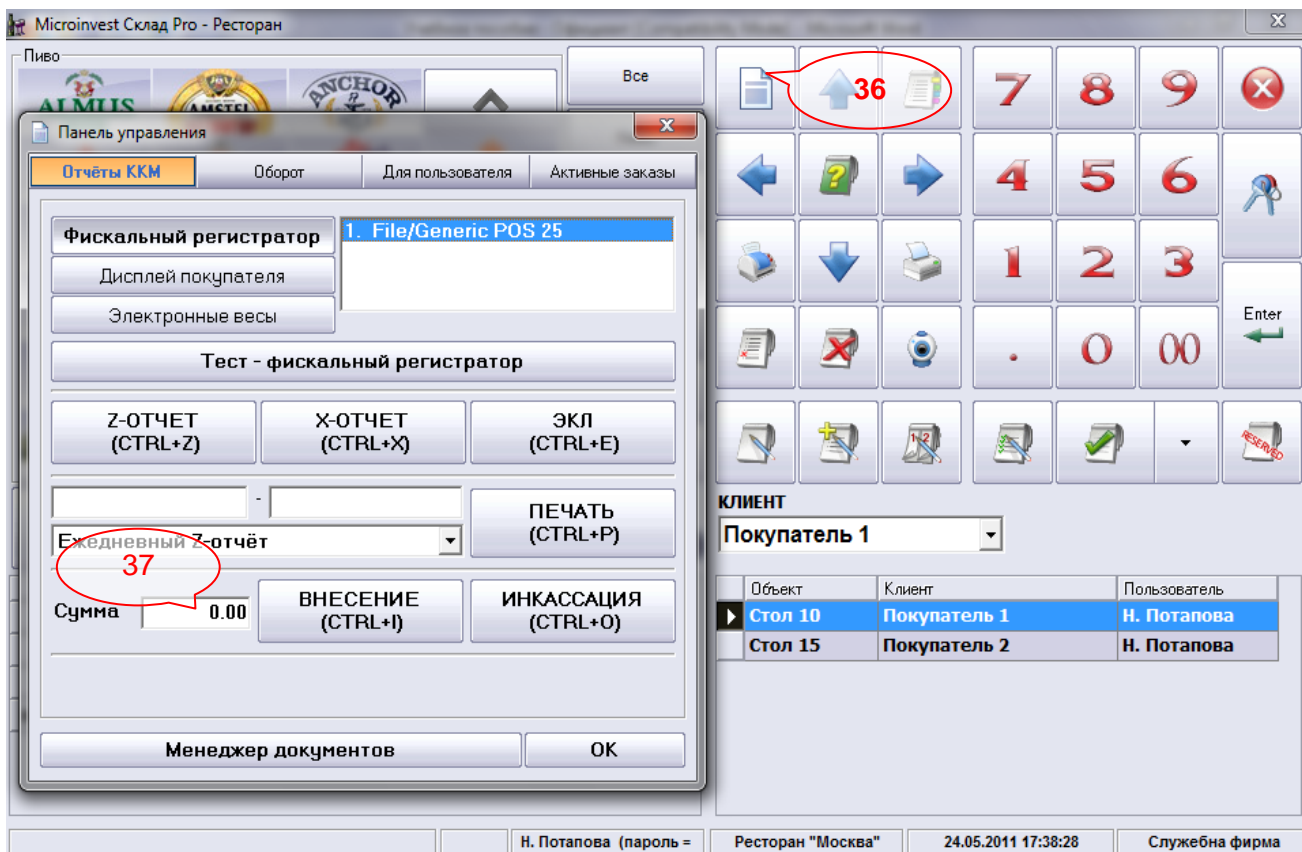 Microinvest Склад Pro - Ресторан
Пиво
ALMUS
AMSTEL
ANCHOR
Все
36
7 8 9
Панель управления
Отчёты ККМ Оборот Для пользователя Активные заказы
4 5 6
Фискальный регистратор
1. File/Generic POS 25
Дисплей покупателя
Электронные весы
1 2 3
Enter
Тест - фискальный регистратор
. 0 00
Z-ОТЧЕТ
(CTRL+Z)
X-ОТЧЕТ
(CTRL+X)
ЭКЛ
(CTRL+E)
1 2
RESERVED
-
ПЕЧАТЬ
(CTRL+P)
Ежедневный Z-отчёт
37
Сумма 0.00
ВНЕСЕНИЕ
(CTRL+I)
ИНКАССАЦИЯ
(CTRL+O)
Менеджер документов
OK
КЛИЕНТ
Покупатель 1
Объект Клиент Пользователь
Стол 10 Покупатель 1 Н. Потапова
Стол 15 Покупатель 2 Н. Потапова
Н. Потапова (пароль = Ресторан "Москва" 24.05.2011 17:38:28 Служебна фирма